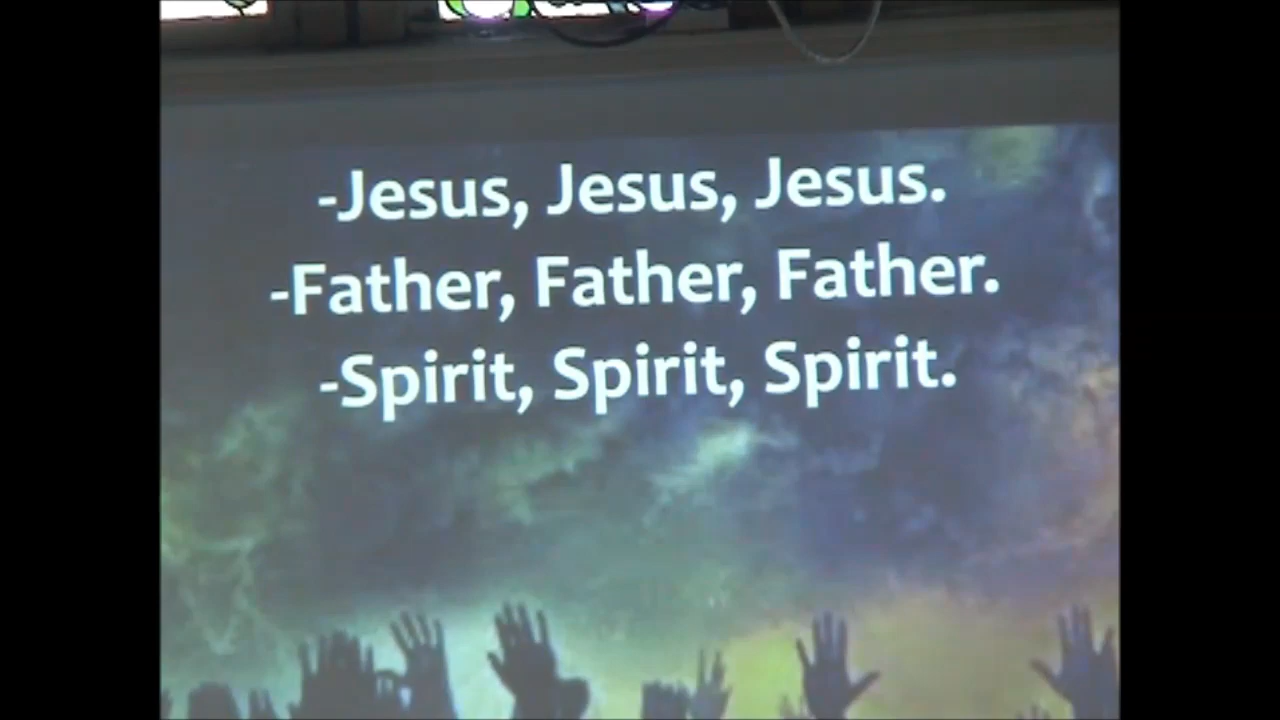 -Jesus, Jesus, Jesus.
-Father, Father, Father.
-Spirit, Spirit, Spirit.